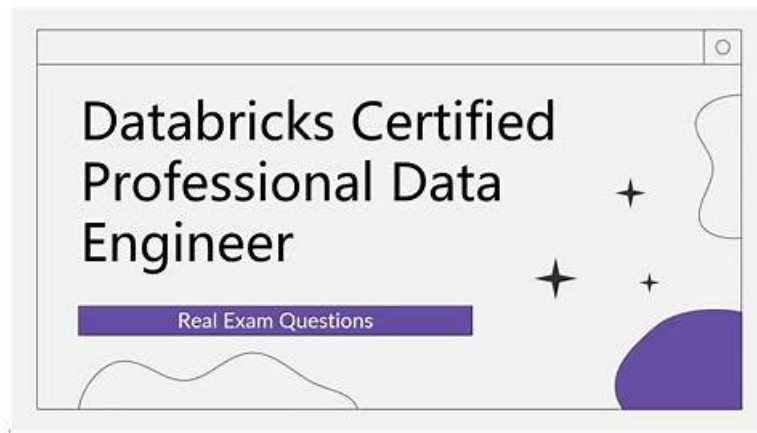 Databricks Certified
Professional Data
Engineer
Real Exam Questions